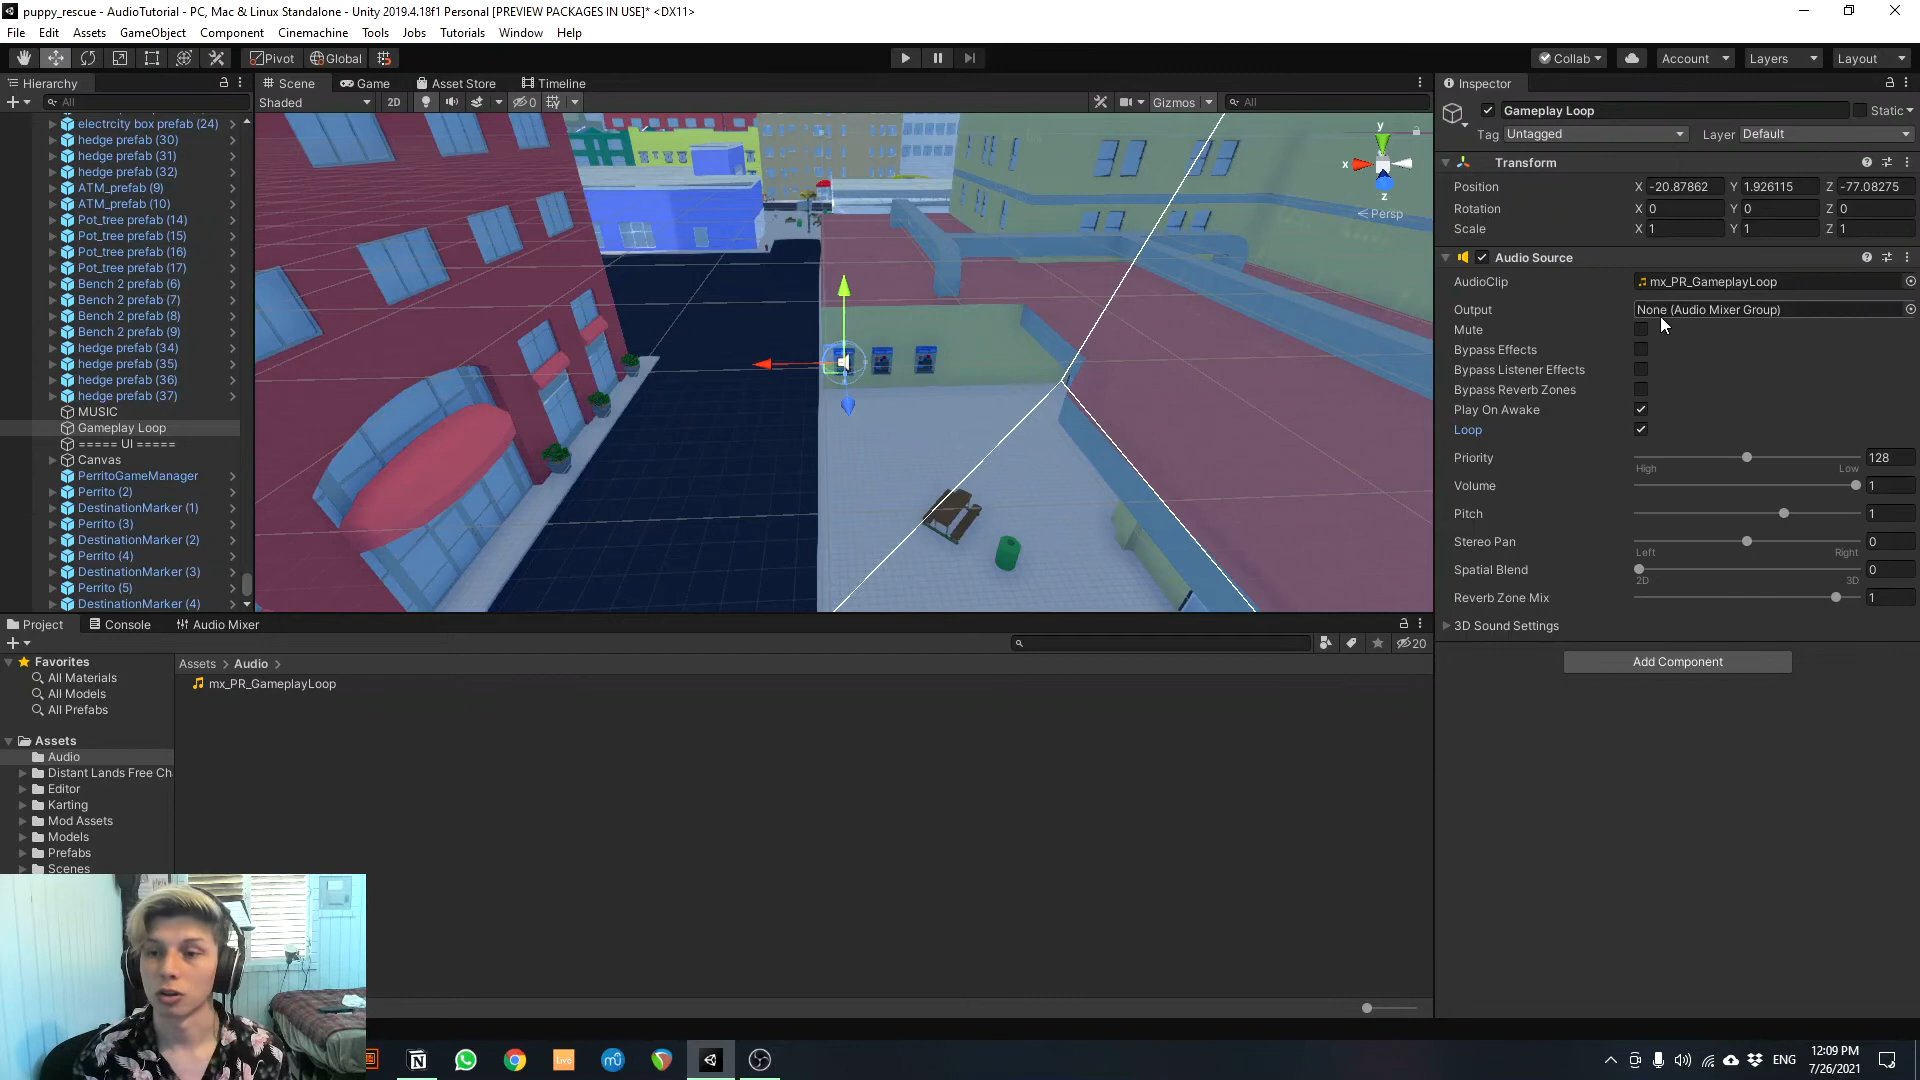 puppy_rescue - AudioTutorial - PC, Mac & Linux Standalone - Unity 2019.4.18f1 Personal [PREVIEW PACKAGES IN USE]* <DX11>
File Edit Assets GameObject Component Cinemachine Tools Jobs Tutorials Window Help
Pivot Global Collab Account Layers Layout
Hierarchy Scene Game Asset Store Timeline Inspector
All Shaded 2D 0 Gizmos All
Gameplay Loop Static
Tag Untagged Layer Default
Transform
Position X -20.87862 Y 1.926115 Z -77.08275
Rotation X 0 Y 0 Z 0
Scale X 1 Y 1 Z 1
Audio Source
AudioClip mx_PR_GameplayLoop
Output None (Audio Mixer Group)
Mute
Bypass Effects
Bypass Listener Effects
Bypass Reverb Zones
Play On Awake
Loop
Priority 128
High Low
Volume 1
Pitch 1
Stereo Pan 0
Left Right
Spatial Blend 0
2D 3D
Reverb Zone Mix 1
3D Sound Settings
Add Component
y
x
z
Persp
electrcity box prefab (24)
hedge prefab (30)
hedge prefab (31)
hedge prefab (32)
ATM_prefab (9)
ATM_prefab (10)
Pot_tree prefab (14)
Pot_tree prefab (15)
Pot_tree prefab (16)
Pot_tree prefab (17)
Bench 2 prefab (6)
Bench 2 prefab (7)
Bench 2 prefab (8)
Bench 2 prefab (9)
hedge prefab (34)
hedge prefab (35)
hedge prefab (36)
hedge prefab (37)
MUSIC
Gameplay Loop
===== UI =====
Canvas
PerritoGameManager
Perrito (2)
DestinationMarker (1)
Perrito (3)
DestinationMarker (2)
Perrito (4)
DestinationMarker (3)
Perrito (5)
DestinationMarker (4)
Project Console Audio Mixer
20
Favorites
All Materials
All Models
All Prefabs
Assets
Audio
Distant Lands Free Ch
Editor
Karting
Mod Assets
Models
Prefabs
Scenes
Assets > Audio >
mx_PR_GameplayLoop
live
ENG
12:09 PM
7/26/2021